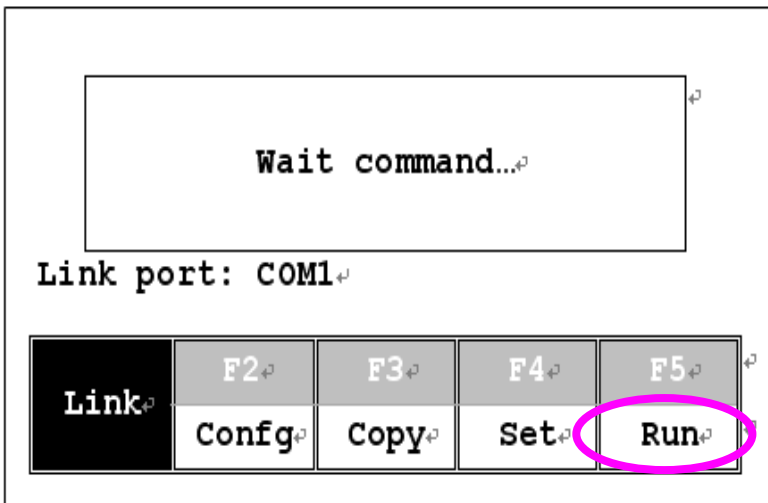 Wait command…
Link port: COM1
Link
F2 F3 F4 F5
Confg Copy Set Run